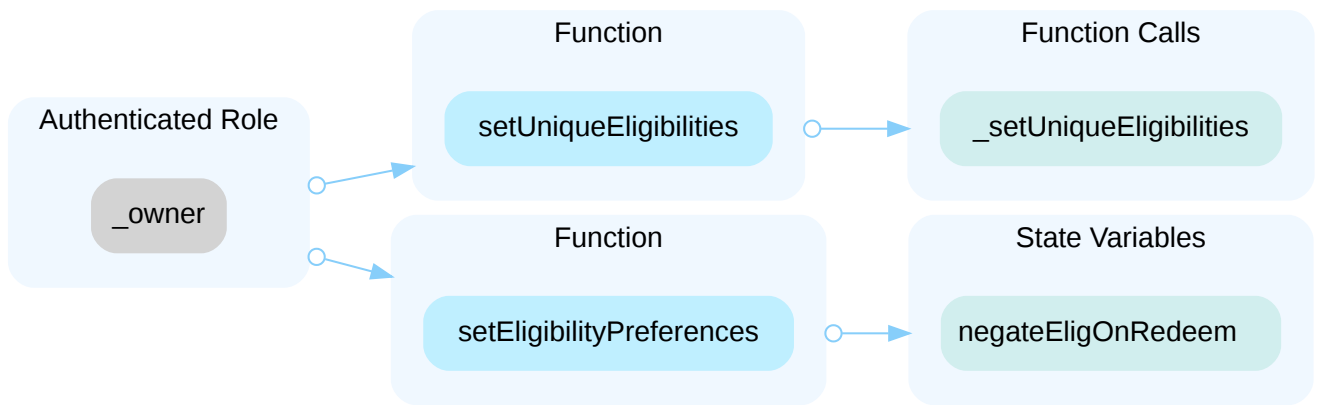 Authenticated Role
_owner
Function
setUniqueEligibilities
Function Calls
_setUniqueEligibilities
Function
setEligibilityPreferences
State Variables
negateEligOnRedeem